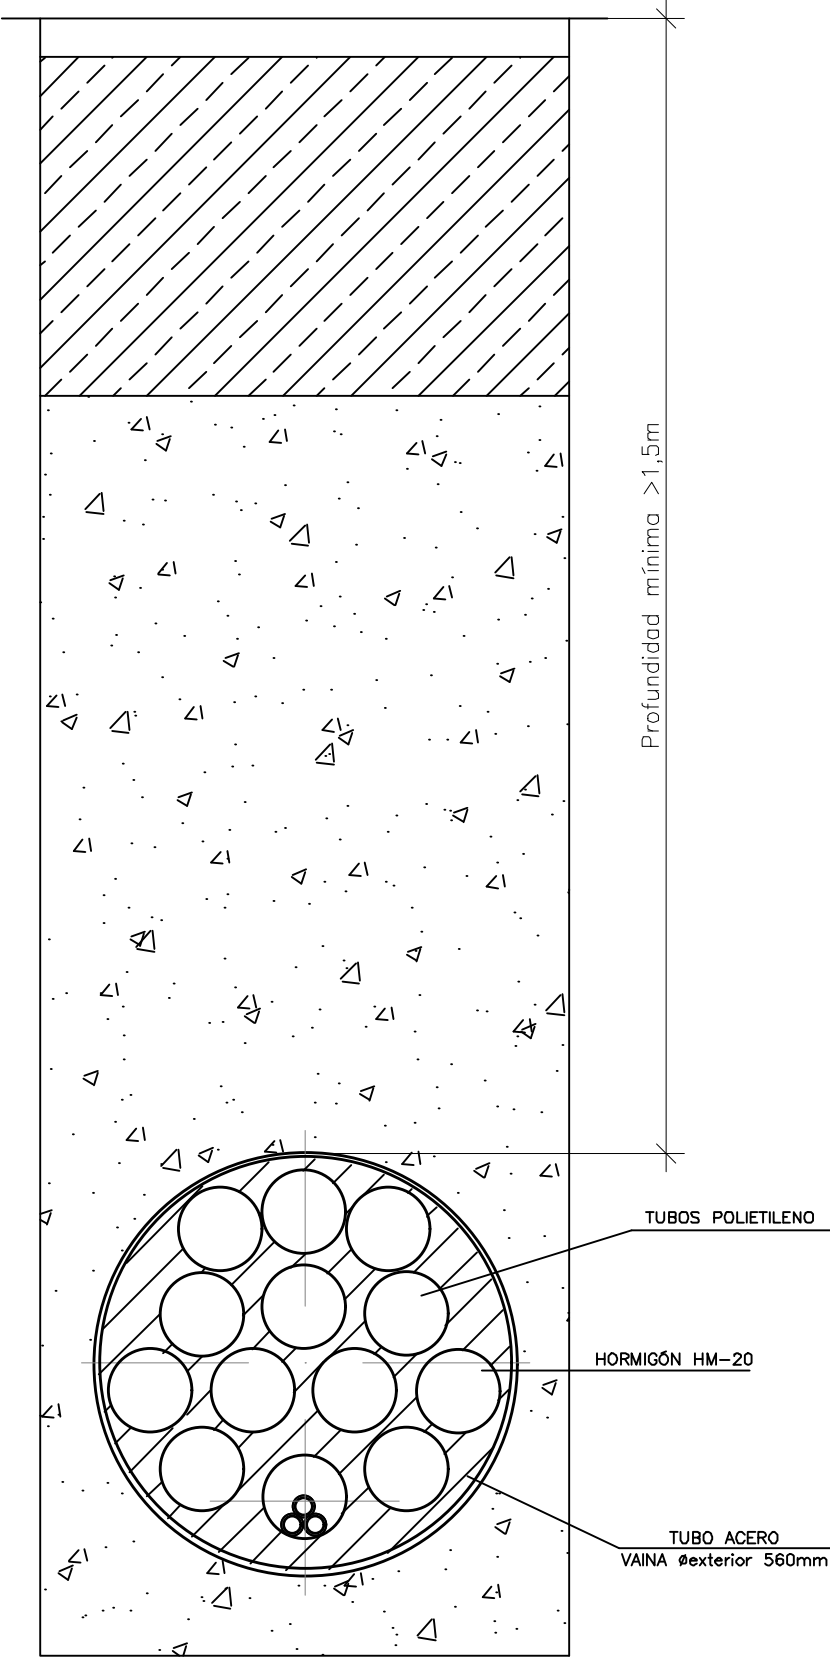 Profundidad mínima >1,5m
TUBOS POLIETILENO
HORMIGÓN HM-20
TUBO ACERO
VAINA Øexterior 560mm